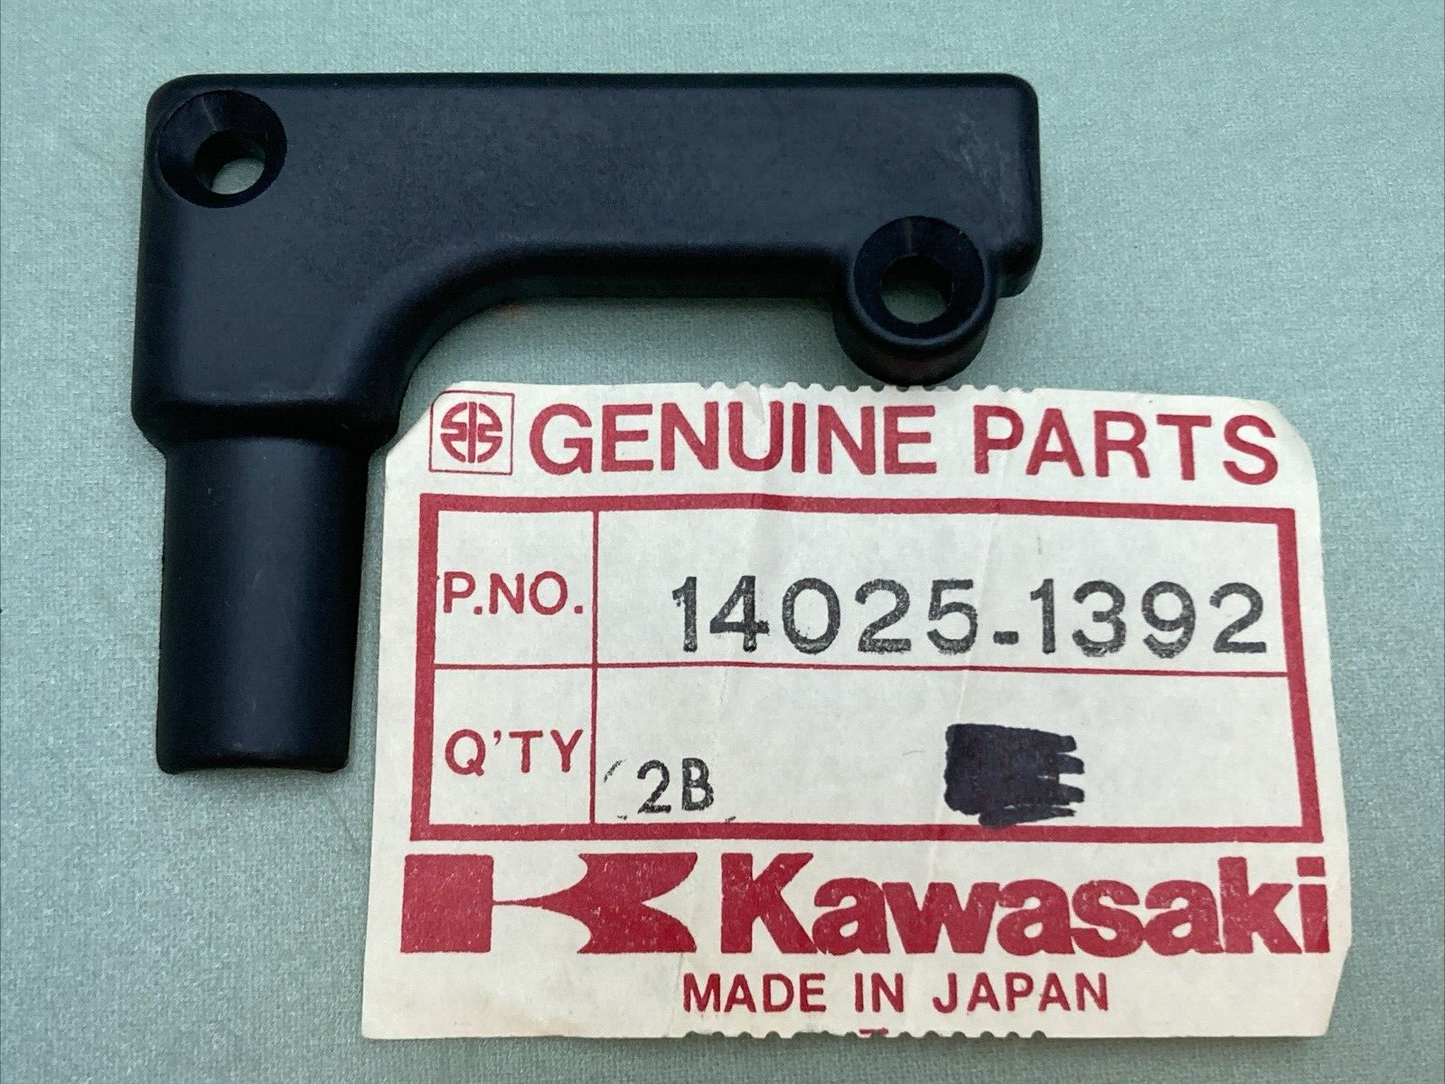 GENUINE PARTS
P.NO. 14025-1392
Q'TY 2B
Kawasaki
MADE IN JAPAN